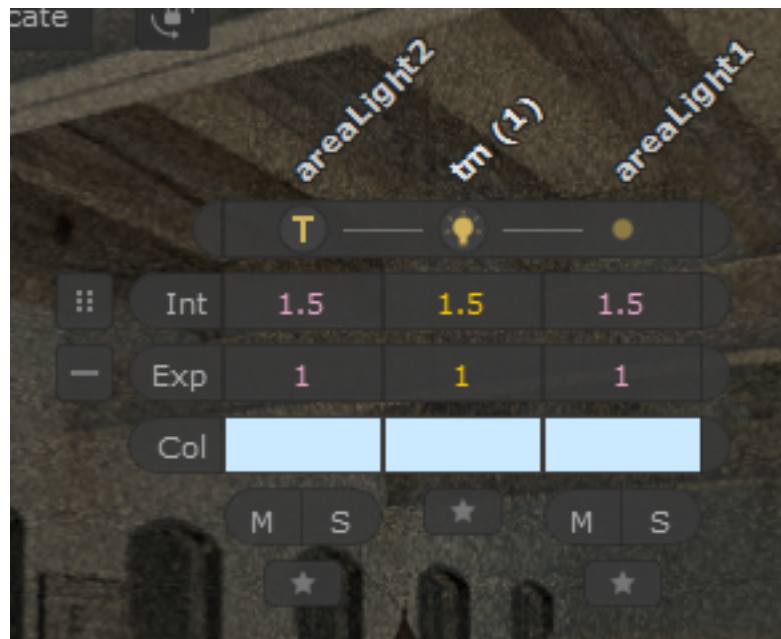 cate
areaLight2 tm (1) areaLight1
T
Int 1.5 1.5 1.5
Exp 1 1 1
Col
M S M S